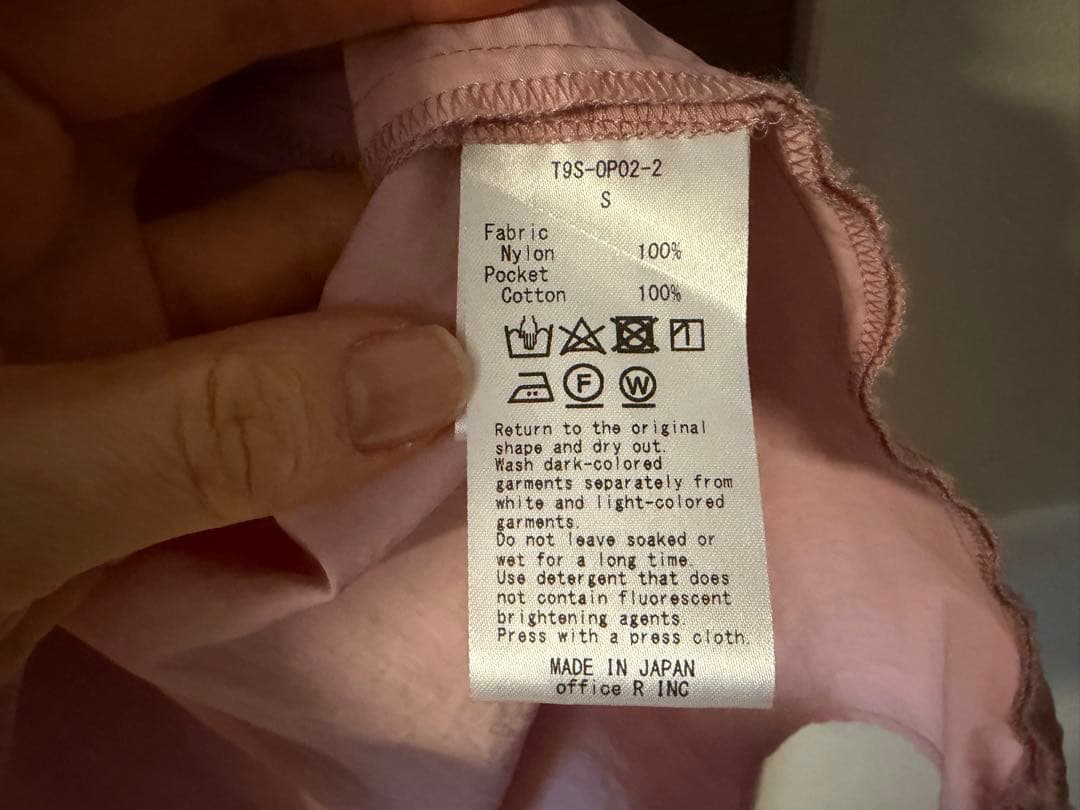 T9S-OP02-2
S
Fabric
Nylon 100%
Pocket
Cotton 100%
F W
Return to the original
shape and dry out.
Wash dark-colored
garments separately from
white and light-colored
garments.
Do not leave soaked or
wet for a long time.
Use detergent that does
not contain fluorescent
brightening agents.
Press with a press cloth.
MADE IN JAPAN
office R INC